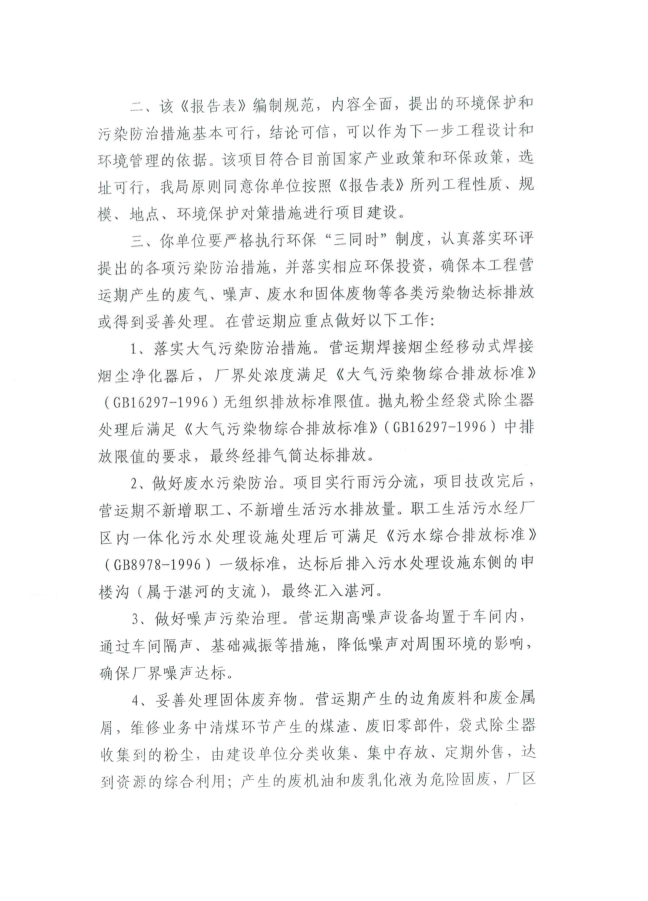 二、该《报告表》编制规范，内容全面，提出的环境保护和
污染防治措施基本可行，结论可信，可以作为下一步工程设计和
环境管理的依据。该项目符合目前国家产业政策和环保政策，选
址可行，我局原则同意你单位按照《报告表》所列工程性质、规
模、地点、环境保护对策措施进行项目建设。
三、你单位要严格执行环保“三同时”制度，认真落实环评
提出的各项污染防治措施，并落实相应环保投资，确保本工程营
运期产生的废气、噪声、废水和固体废物等各类污染物达标排放
或得到妥善处理。在营运期应重点做好以下工作：
1、落实大气污染防治措施。营运期焊接烟尘经移动式焊接
烟尘净化器后，厂界处浓度满足《大气污染物综合排放标准》
（GB16297-1996）无组织排放标准限值。抛丸粉尘经袋式除尘器
处理后满足《大气污染物综合排放标准》（GB16297-1996）中排
放限值的要求，最终经排气筒达标排放。
2、做好废水污染防治。项目实行雨污分流，项目技改完后，
营运期不新增职工、不新增生活污水排放量。职工生活污水经厂
区内一体化污水处理设施处理后可满足《污水综合排放标准》
（GB8978-1996）一级标准，达标后排入污水处理设施东侧的申
楼沟（属于湛河的支流），最终汇入湛河。
3、做好噪声污染治理。营运期高噪声设备均置于车间内，
通过车间隔声、基础减振等措施，降低噪声对周围环境的影响，
确保厂界噪声达标。
4、妥善处理固体废弃物。营运期产生的边角废料和废金属
屑，维修业务中清煤环节产生的煤渣、废旧零部件，袋式除尘器
收集到的粉尘，由建设单位分类收集、集中存放、定期外售，达
到资源的综合利用；产生的废机油和废乳化液为危险固废，厂区